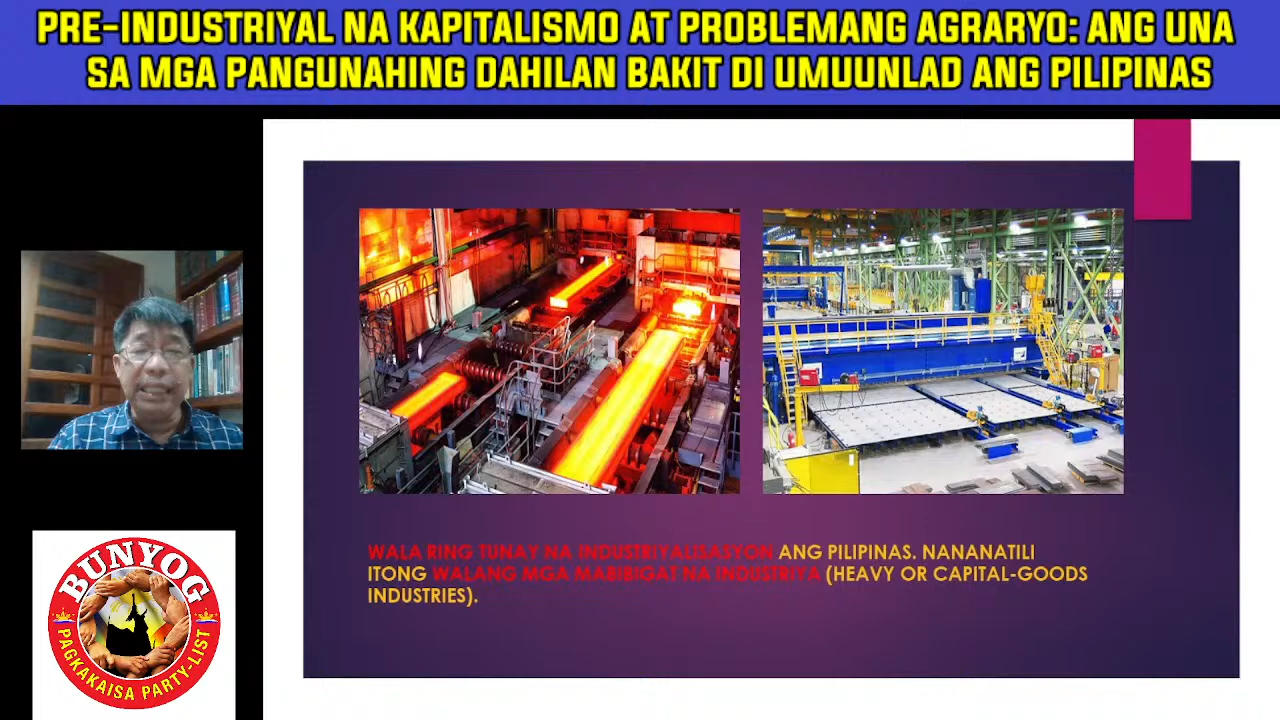 PRE-INDUSTRIYAL NA KAPITALISMO AT PROBLEMANG AGRARYO: ANG UNA
SA MGA PANGUNAHING DAHILAN BAKIT DI UMUUNLAD ANG PILIPINAS
WALA RING TUNAY NA INDUSTRIYALISASYON ANG PILIPINAS. NANANATILI
ITONG WALANG MGA MABIBIGAT NA INDUSTRIYA (HEAVY OR CAPITAL-GOODS
INDUSTRIES).
BUNYOG
PAGKAKAISA PARTY-LIST